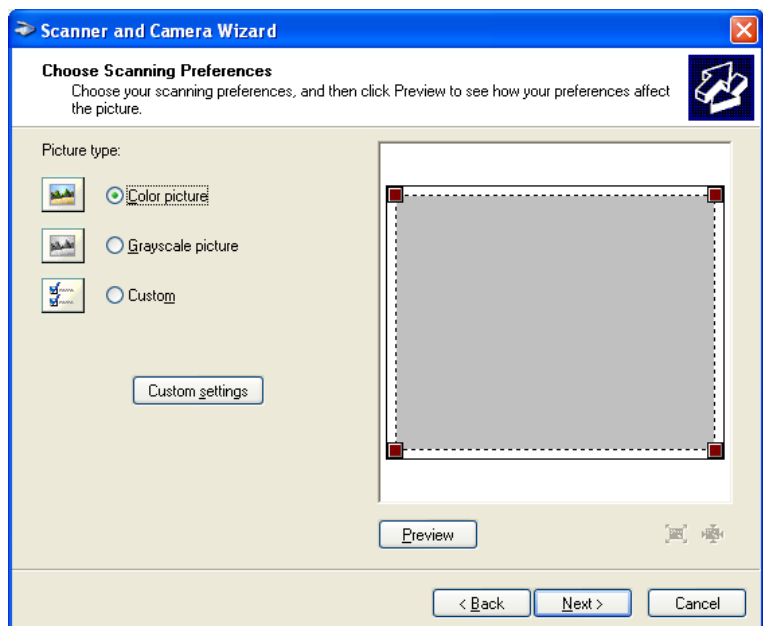 Scanner and Camera Wizard
Choose Scanning Preferences
Choose your scanning preferences, and then click Preview to see how your preferences affect
the picture.
Picture type:
Color picture
Grayscale picture
Custom
Custom settings
Preview
< Back
Next >
Cancel